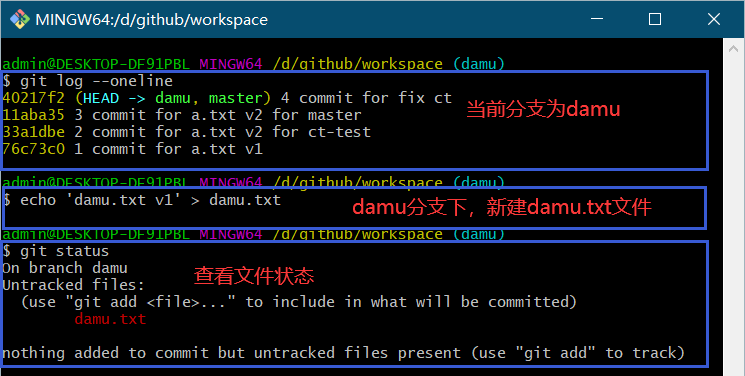 MINGW64:/d/github/workspace
admin@DESKTOP-DF91PBL MINGW64 /d/github/workspace (damu)
$ git log --oneline
40217f2 (HEAD -> damu, master) 4 commit for fix ct
当前分支为damu
11aba35 3 commit for a.txt v2 for master
33a1dbe 2 commit for a.txt v2 for ct-test
76c73c0 1 commit for a.txt v1
admin@DESKTOP-DF91PBL MINGW64 /d/github/workspace (damu)
$ echo 'damu.txt v1' > damu.txt
damu分支下，新建damu.txt文件
admin@DESKTOP-DF91PBL MINGW64 /d/github/workspace (damu)
$ git status
On branch damu
查看文件状态
Untracked files:
(use "git add <file>..." to include in what will be committed)
damu.txt
nothing added to commit but untracked files present (use "git add" to track)